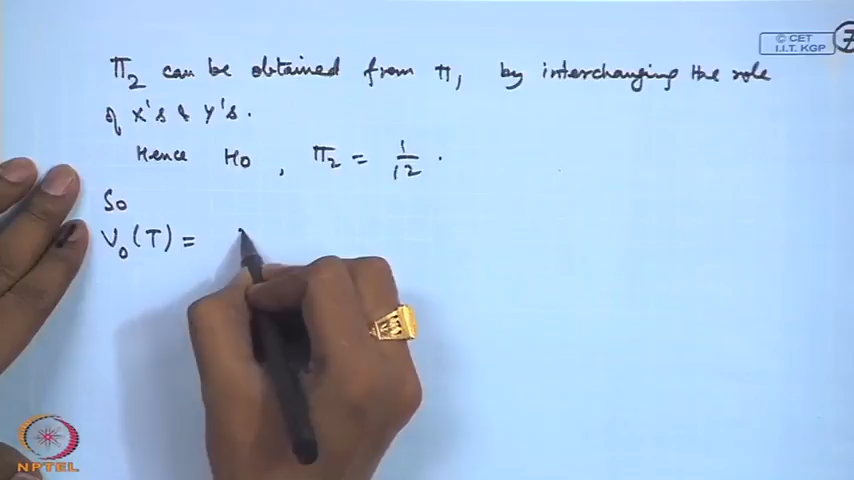 © CET
I.I.T. KGP
7
Π₂ can be obtained from π₁ by interchanging the role
of X's & Y's.
Hence H₀, Π₂ = 1/12.
So
V₀(T) =
NPTEL